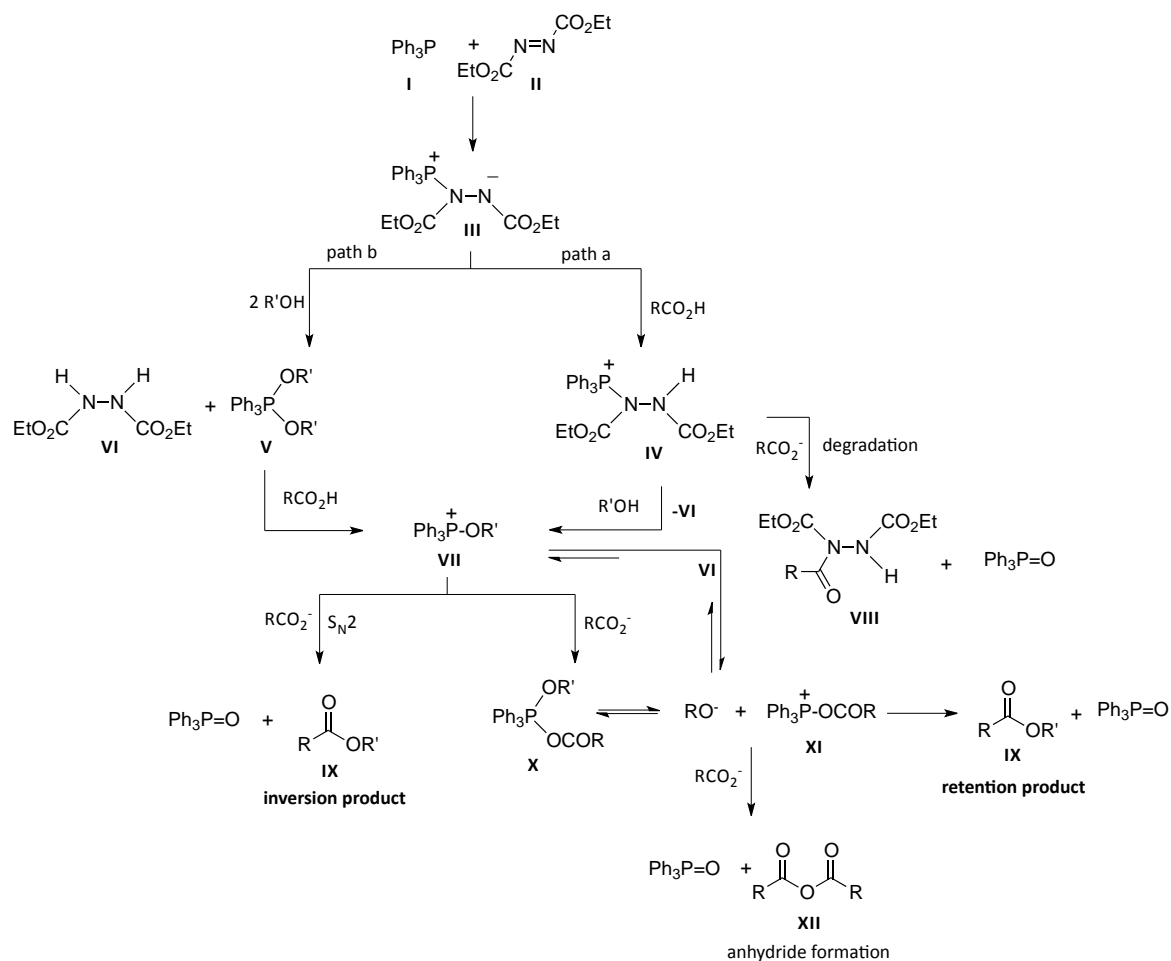 CO2Et
Ph3P + N=N
EtO2C
I II
+
Ph3P –
N–N
EtO2C CO2Et
III
path b path a
2 R'OH RCO2H
H H OR'
N–N + Ph3P
EtO2C CO2Et OR'
VI V
+
Ph3P H
N–N
EtO2C CO2Et
IV
RCO2- degradation
RCO2H R'OH -VI
+
Ph3P-OR'
VII
VI
EtO2C CO2Et
N–N
R H + Ph3P=O
O
VIII
RCO2- SN2 RCO2-
Ph3P=O + O
R OR'
IX
inversion product
OR'
Ph3P
OCOR
X
RO- + +
Ph3P-OCOR
XI
O
R OR' + Ph3P=O
IX
retention product
RCO2-
Ph3P=O + O O
R O R
XII
anhydride formation